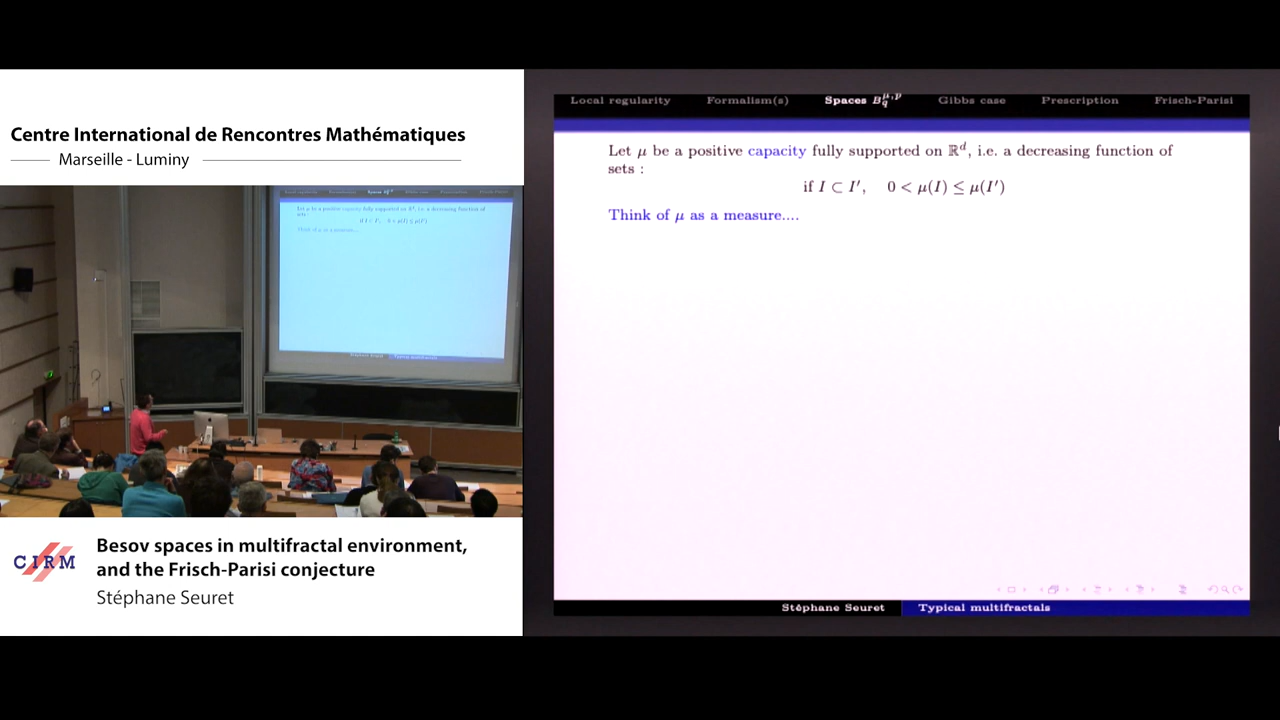 Centre International de Rencontres Mathématiques
Marseille - Luminy
CIRM
Besov spaces in multifractal environment,
and the Frisch-Parisi conjecture
Stéphane Seuret
Local regularity Formalism(s) Spaces B_q^{μ,p} Gibbs case Prescription Frisch-Parisi
Let μ be a positive capacity fully supported on ℝ^d, i.e. a decreasing function of
sets :
if I ⊂ I′, 0 < μ(I) ≤ μ(I′)
Think of μ as a measure....
Stéphane Seuret Typical multifractals